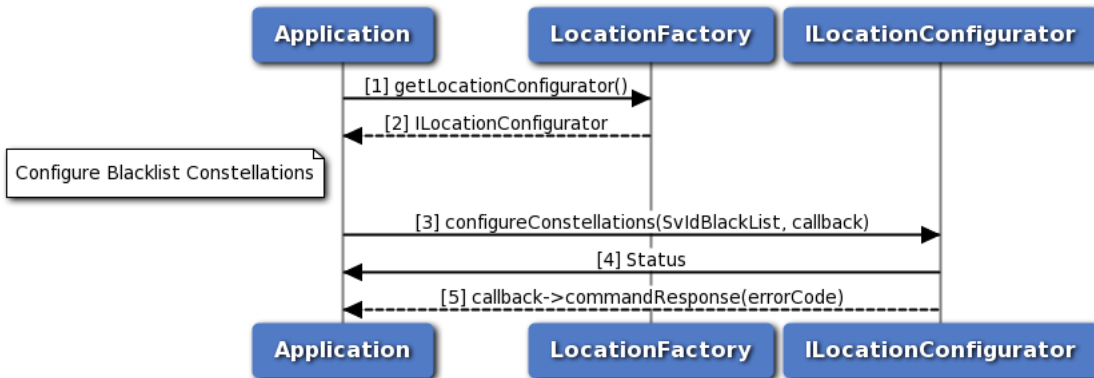 Application
LocationFactory
ILocationConfigurator
[1] getLocationConfigurator()
[2] ILocationConfigurator
Configure Blacklist Constellations
[3] configureConstellations(SvIdBlackList, callback)
[4] Status
[5] callback->commandResponse(errorCode)
Application
LocationFactory
ILocationConfigurator